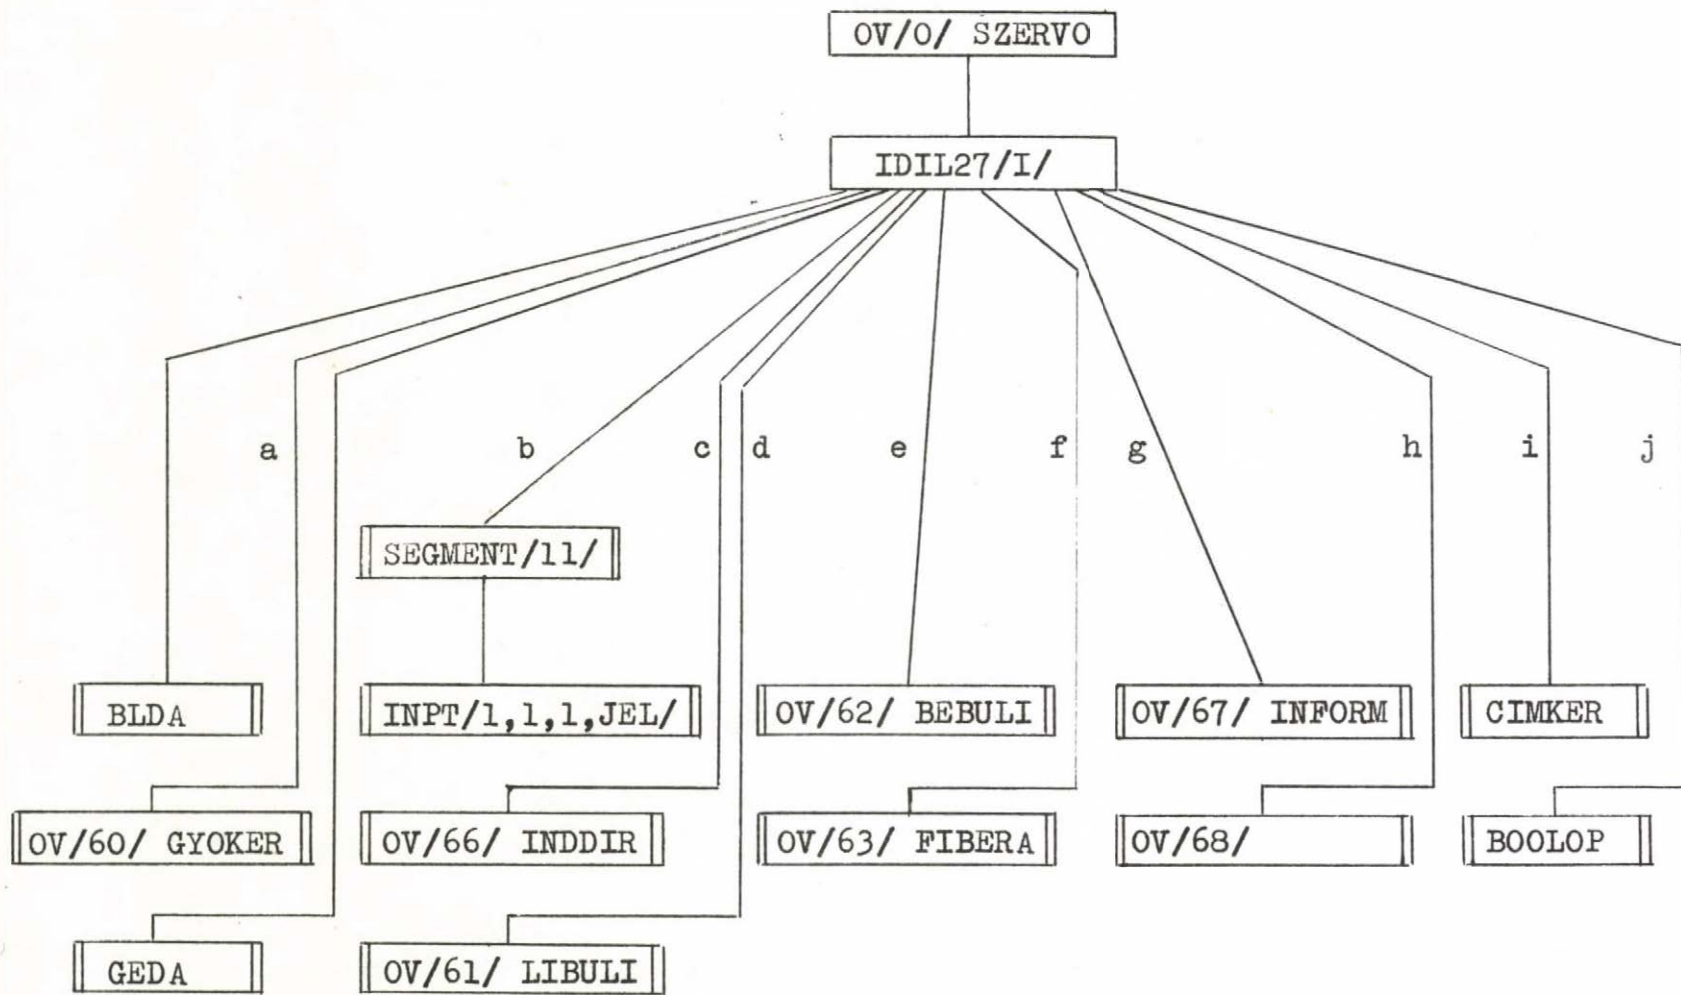 OV/0/ SZERVO
IDIL27/I/
a b c d e f g h i j
SEGMENT/11/
BLDA INPT/1,1,1,JEL/ OV/62/ BEBULI OV/67/ INFORM CIMKER
OV/60/ GYOKER OV/66/ INDDIR OV/63/ FIBERA OV/68/ BOOLOP
GEDA OV/61/ LIBULI